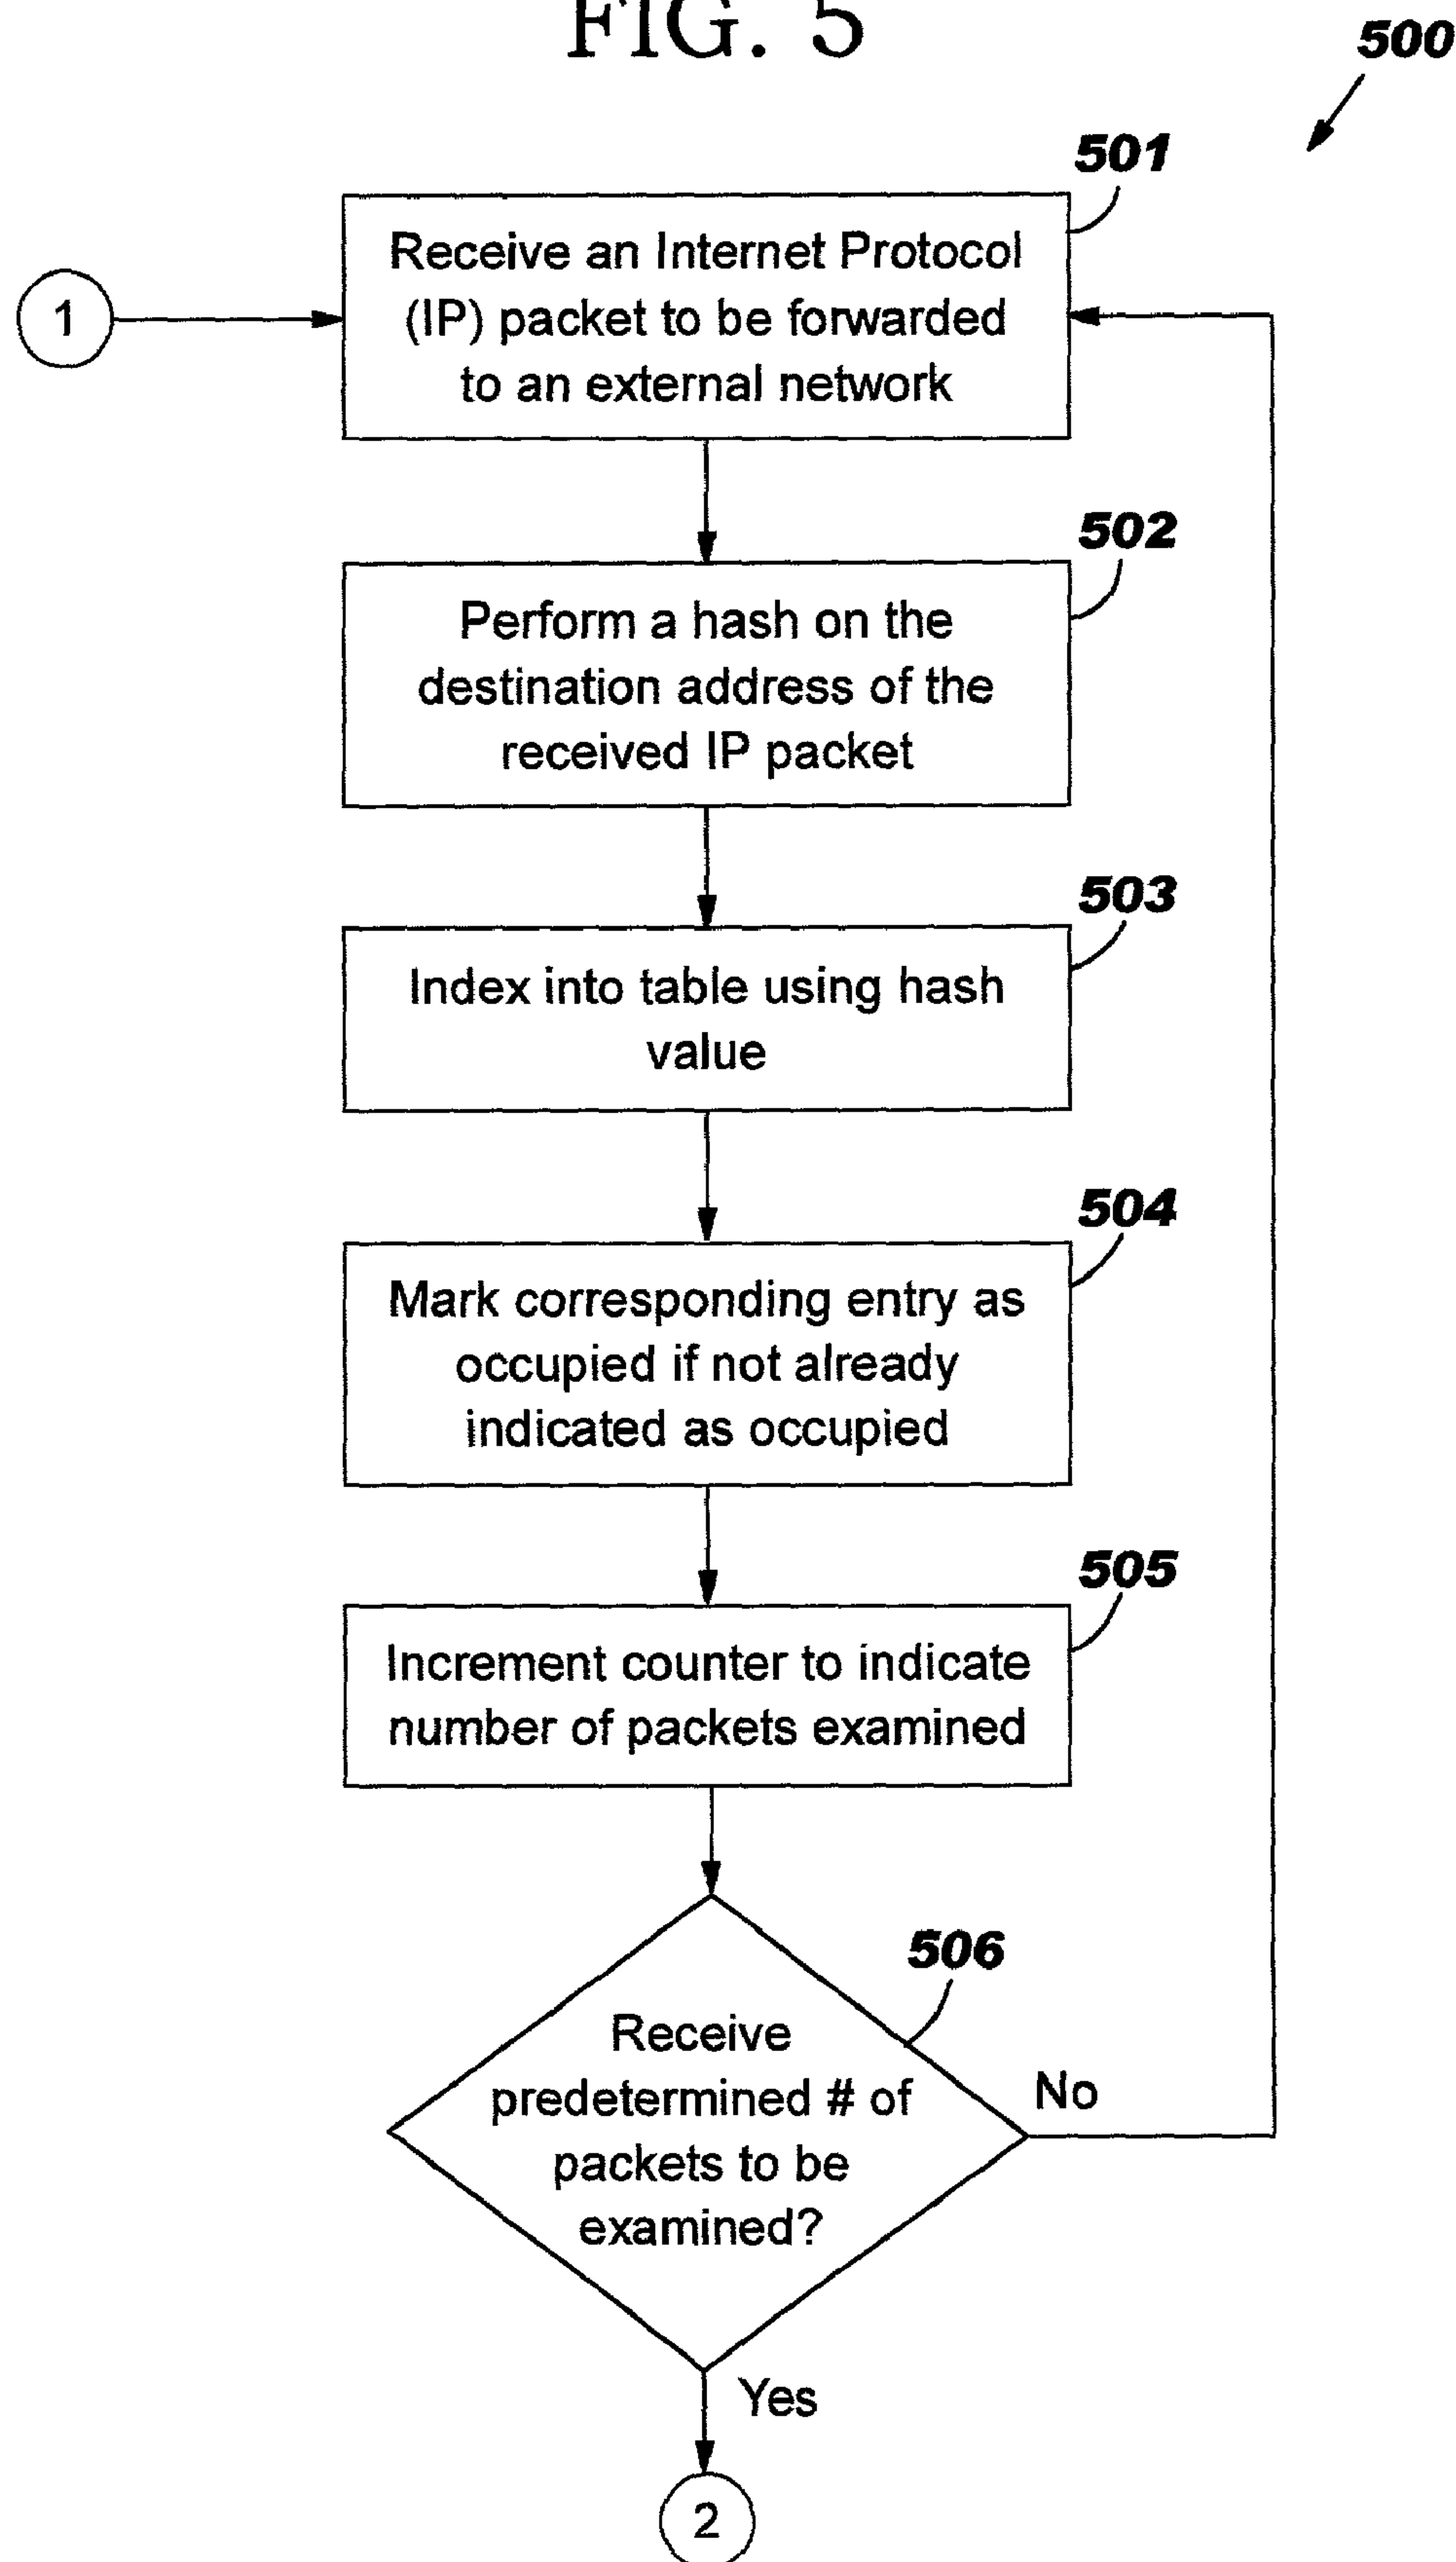 FIG. 5
500
501
Receive an Internet Protocol
(IP) packet to be forwarded
to an external network
1
502
Perform a hash on the
destination address of the
received IP packet
503
Index into table using hash
value
504
Mark corresponding entry as
occupied if not already
indicated as occupied
505
Increment counter to indicate
number of packets examined
506
Receive
predetermined # of
packets to be
examined?
No
Yes
2